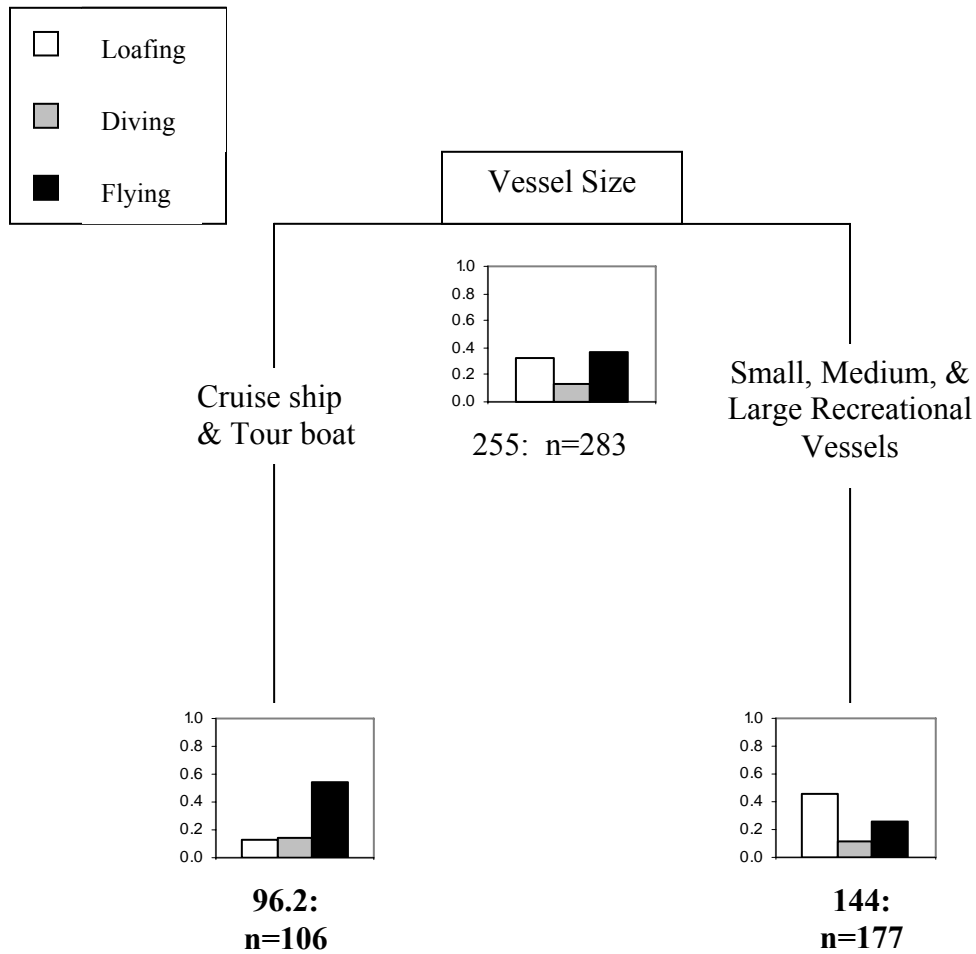 Loafing
Diving
Flying
Vessel Size
1.0
0.8
0.6
0.4
0.2
0.0
255: n=283
Cruise ship
& Tour boat
Small, Medium, &
Large Recreational
Vessels
1.0
0.8
0.6
0.4
0.2
0.0
96.2:
n=106
1.0
0.8
0.6
0.4
0.2
0.0
144:
n=177